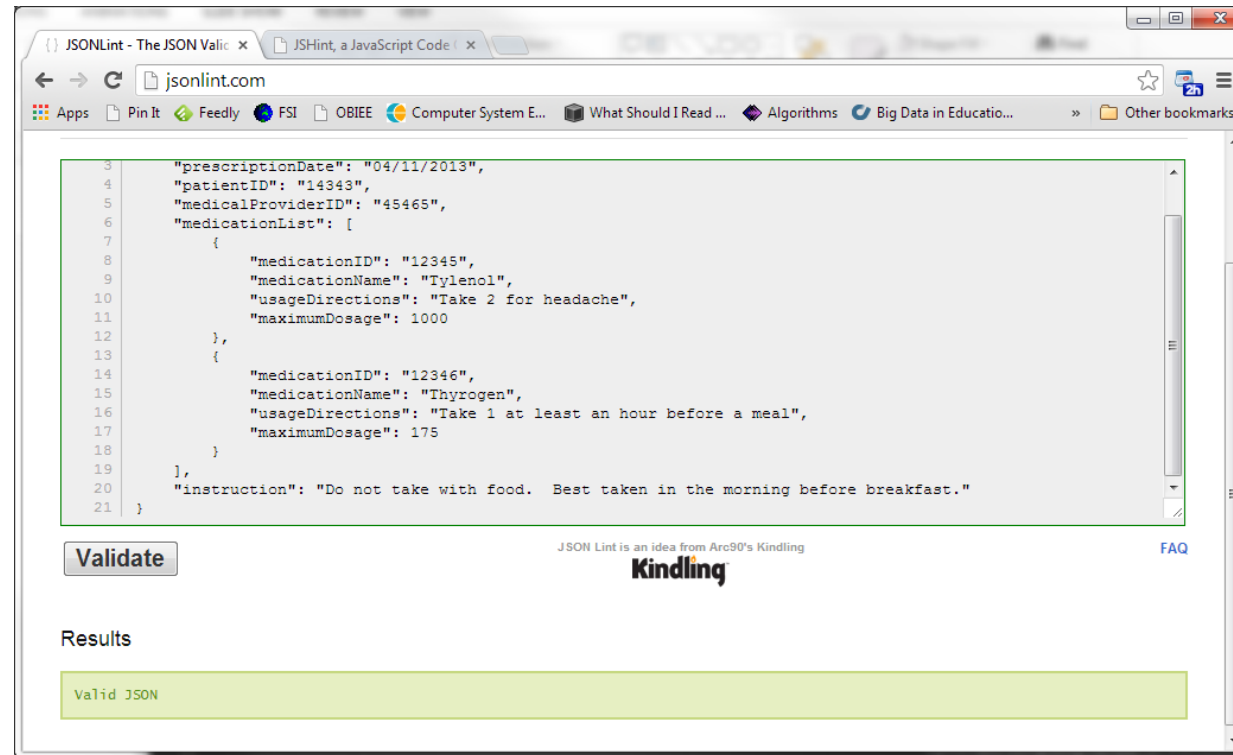 {} JSONLint - The JSON Valic × JSHint, a JavaScript Code ( ×
jsonlint.com
2h
Apps Pin It Feedly FSI OBIEE Computer System E... What Should I Read ... Algorithms Big Data in Educatio... » Other bookmarks
3 "prescriptionDate": "04/11/2013",
4 "patientID": "14343",
5 "medicalProviderID": "45465",
6 "medicationList": [
7 {
8 "medicationID": "12345",
9 "medicationName": "Tylenol",
10 "usageDirections": "Take 2 for headache",
11 "maximumDosage": 1000
12 },
13 {
14 "medicationID": "12346",
15 "medicationName": "Thyrogen",
16 "usageDirections": "Take 1 at least an hour before a meal",
17 "maximumDosage": 175
18 }
19 ],
20 "instruction": "Do not take with food.  Best taken in the morning before breakfast."
21 }
Validate
JSON Lint is an idea from Arc90's Kindling
Kindling
FAQ
Results
Valid JSON